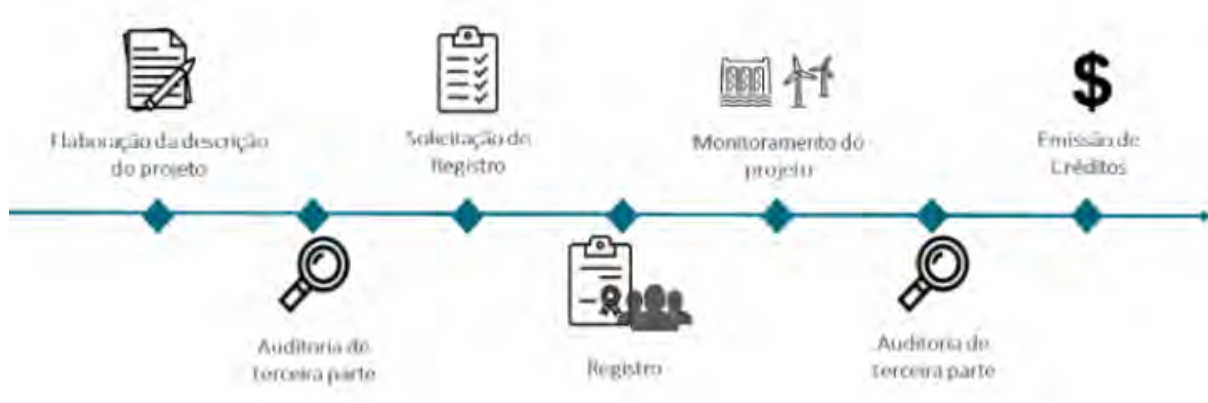 Elaboração da descrição
do projeto
Auditoria de
terceira parte
Solicitação de
Registro
Registro
Monitoramento do
projeto
Auditoria de
terceira parte
$
Emissão de
Créditos